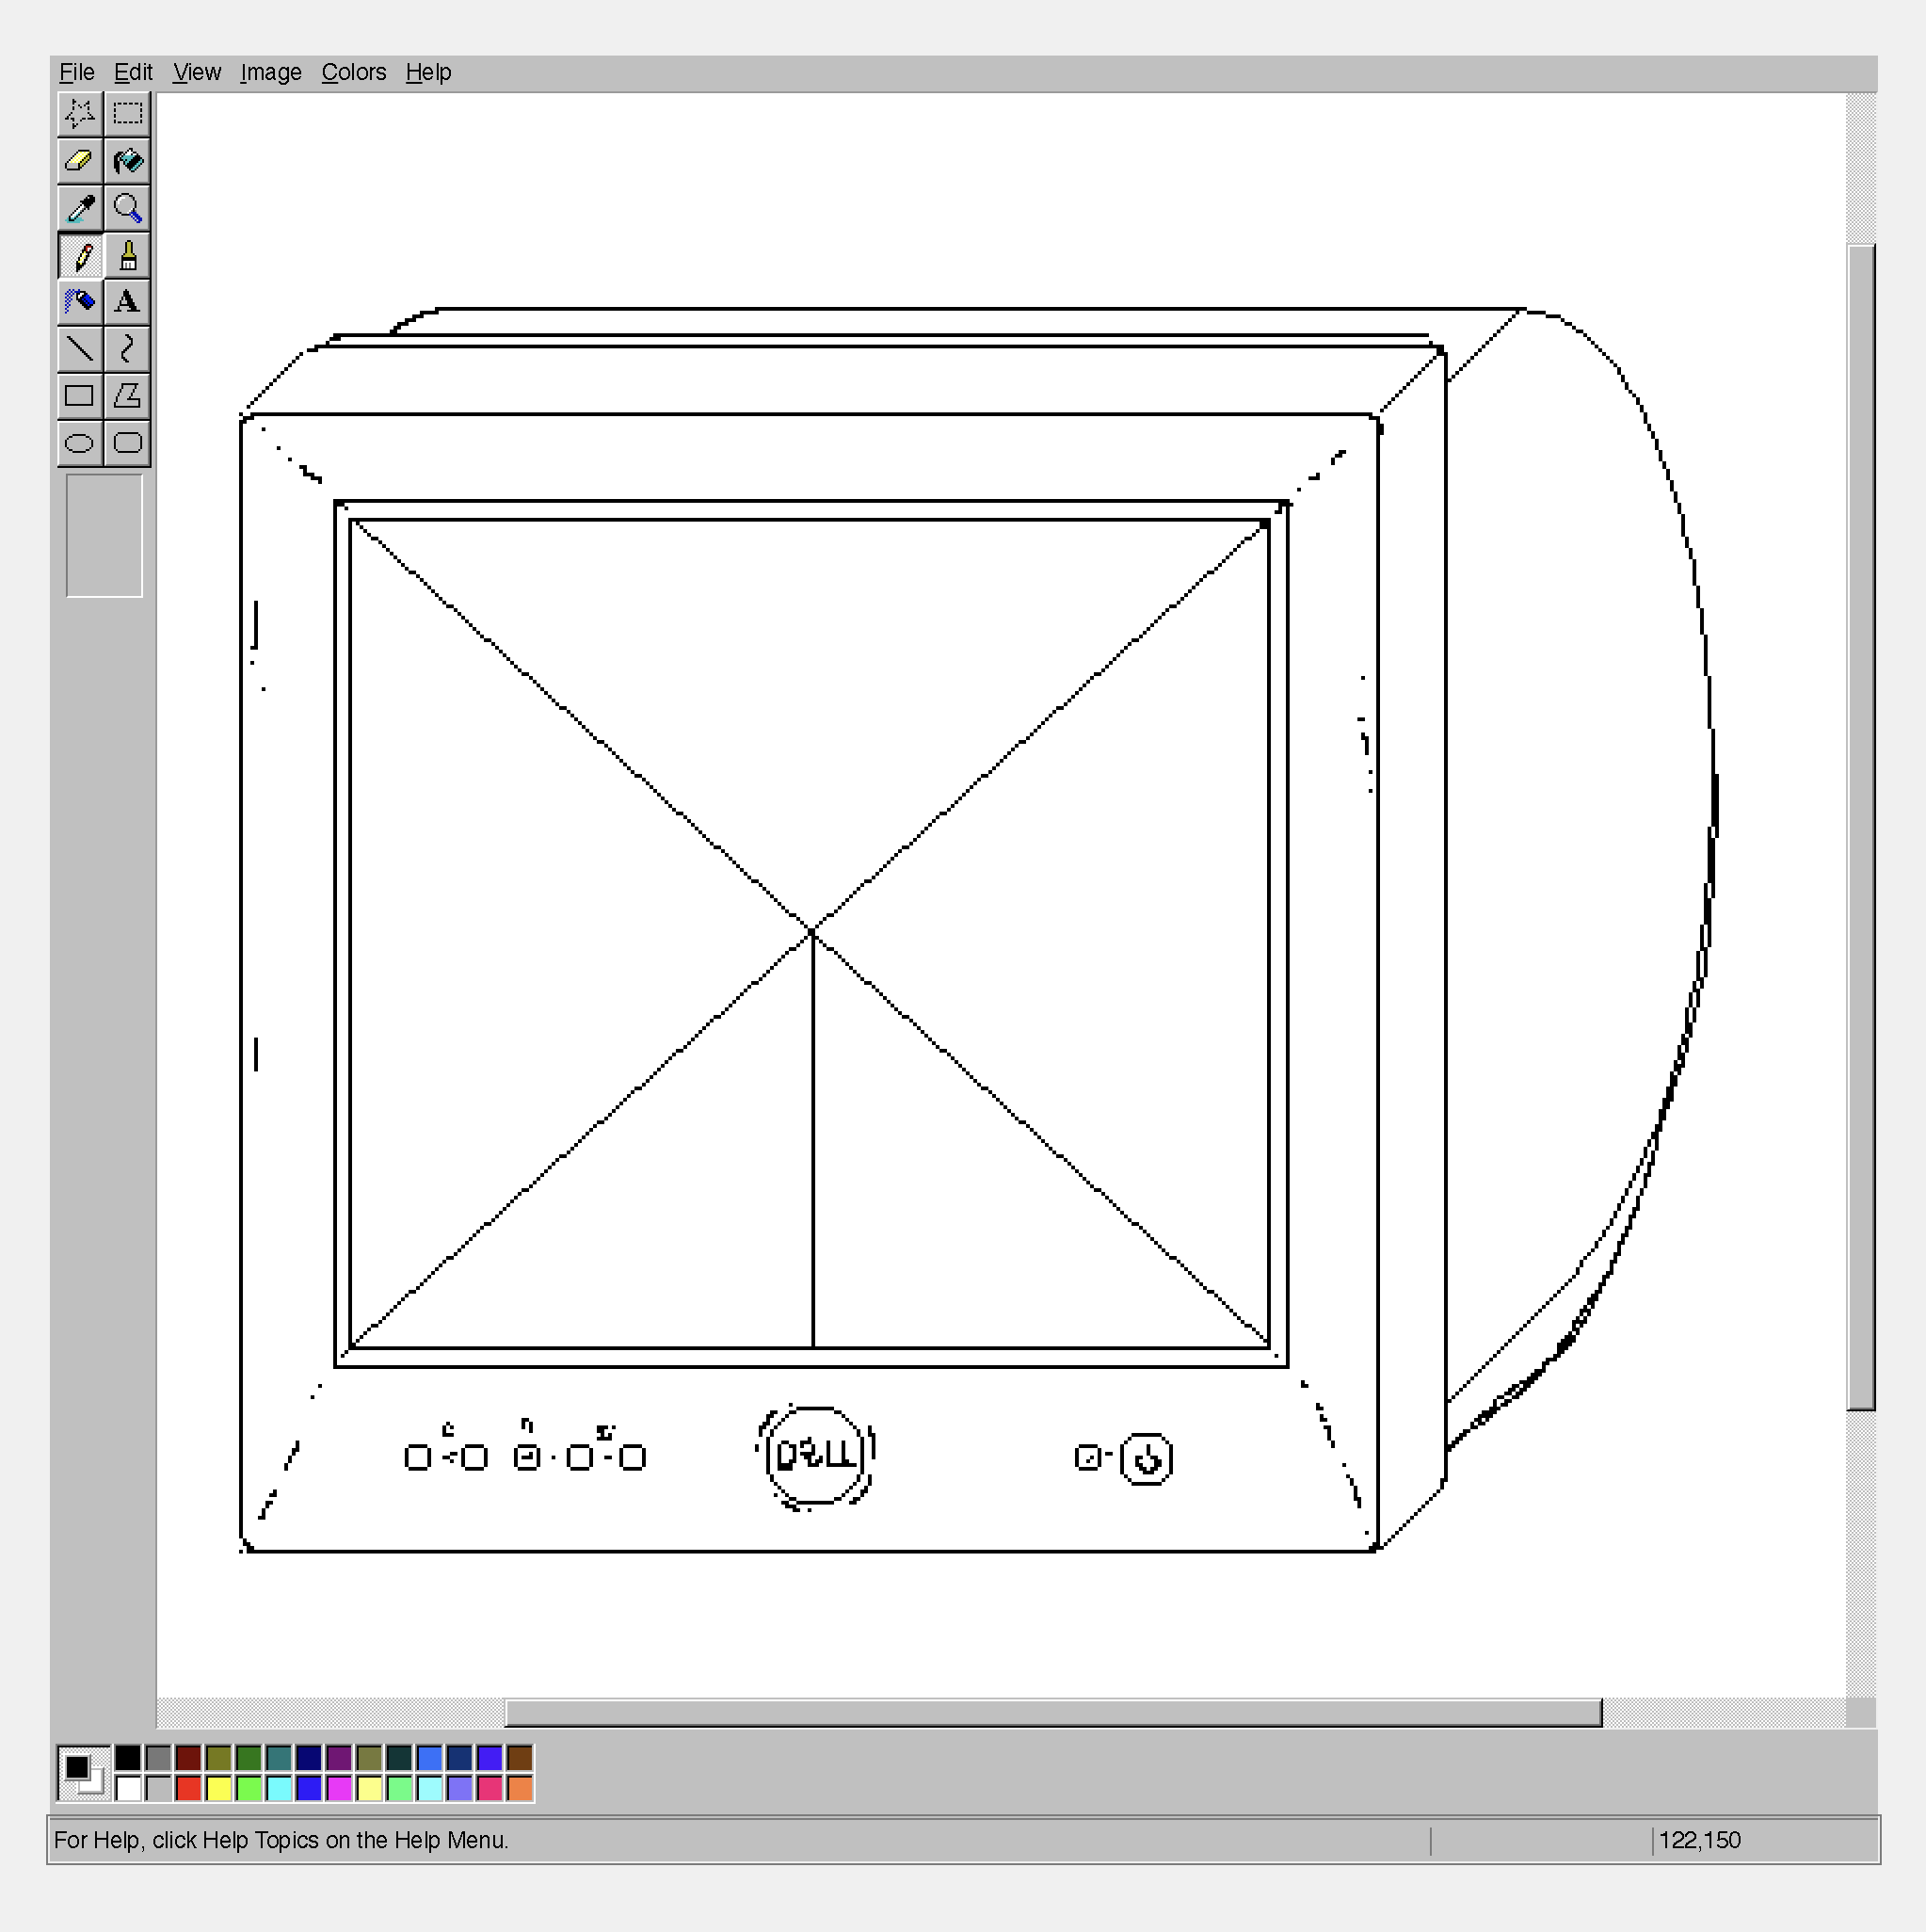 File Edit View Image Colors Help
A
DELL
For Help, click Help Topics on the Help Menu.
122,150